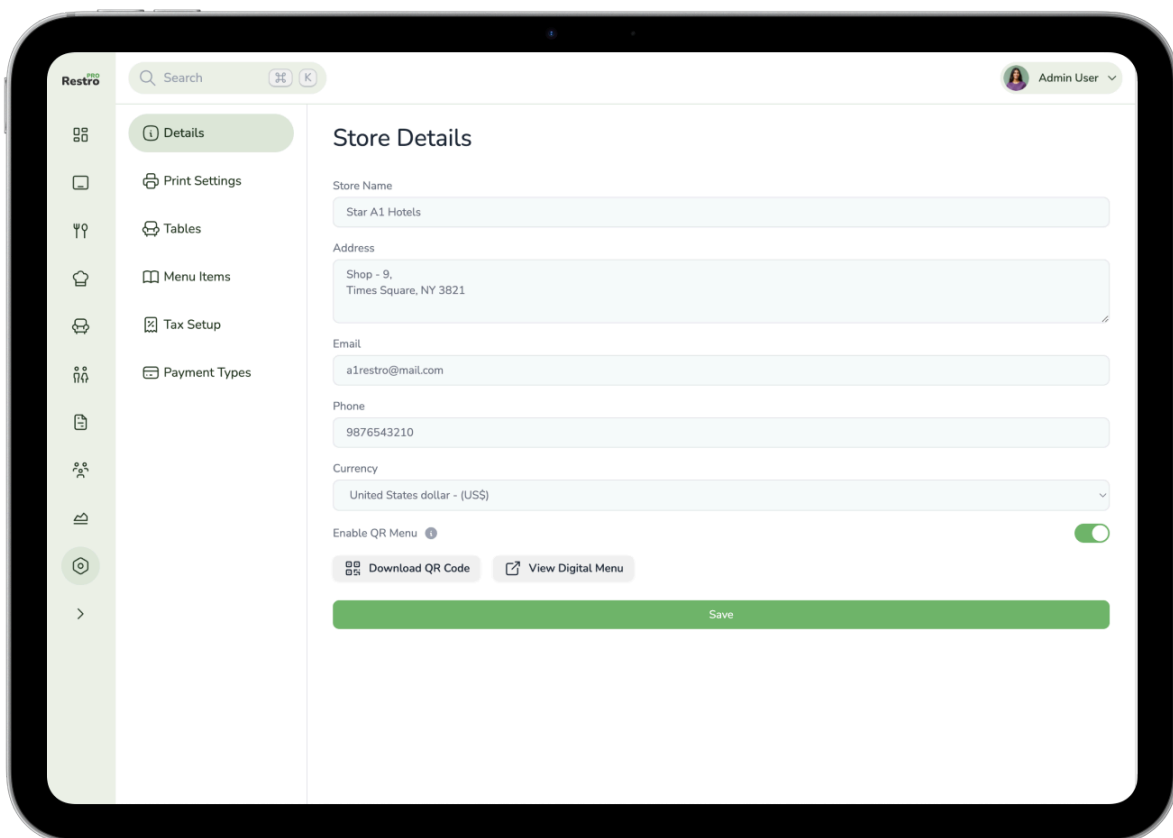 Restro PRO
Search ⌘ K
Admin User
Details
Print Settings
Tables
Menu Items
Tax Setup
Payment Types
Store Details
Store Name
Star A1 Hotels
Address
Shop - 9,
Times Square, NY 3821
Email
a1restro@mail.com
Phone
9876543210
Currency
United States dollar - (US$)
Enable QR Menu
Download QR Code
View Digital Menu
Save